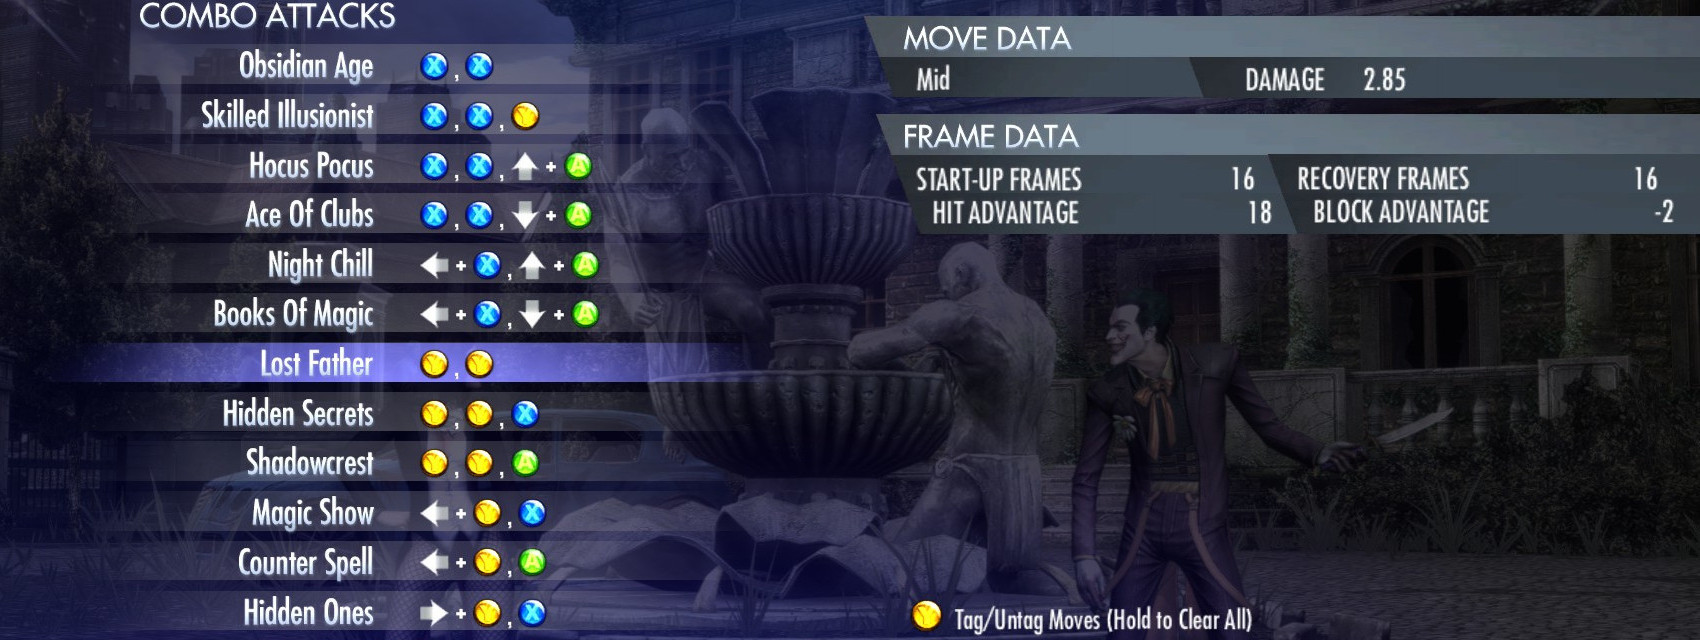 COMBO ATTACKS
Obsidian Age X, X
Skilled Illusionist X, X, Y
Hocus Pocus X, X, ⬆ + A
Ace Of Clubs X, X, ⬇ + A
Night Chill ⬅ + X, ⬆ + A
Books Of Magic ⬅ + X, ⬇ + A
Lost Father Y, Y
Hidden Secrets Y, Y, X
Shadowcrest Y, Y, A
Magic Show ⬅ + Y, X
Counter Spell ⬅ + Y, A
Hidden Ones ➡ + Y, X
MOVE DATA
Mid DAMAGE 2.85
FRAME DATA
START-UP FRAMES 16 RECOVERY FRAMES 16
HIT ADVANTAGE 18 BLOCK ADVANTAGE -2
Y Tag/Untag Moves (Hold to Clear All)